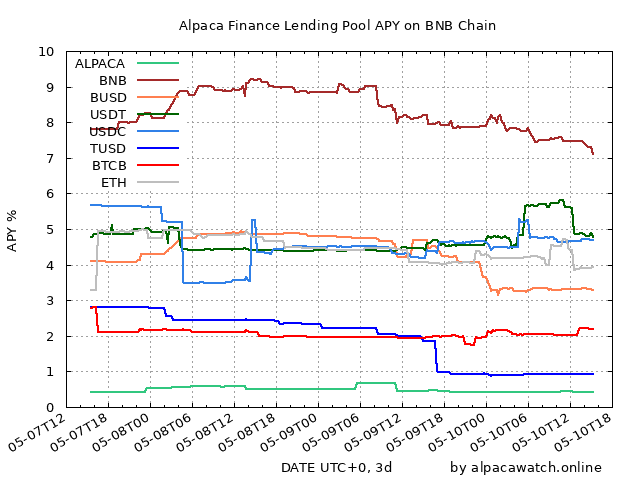 Alpaca Finance Lending Pool APY on BNB Chain
10
9
8
7
6
5
4
3
2
1
0
APY %
ALPACA
BNB
BUSD
USDT
USDC
TUSD
BTCB
ETH
05-07T12
05-07T18
05-08T00
05-08T06
05-08T12
05-08T18
05-09T00
05-09T06
05-09T12
05-09T18
05-10T00
05-10T06
05-10T12
05-10T18
DATE UTC+0, 3d
by alpacawatch.online